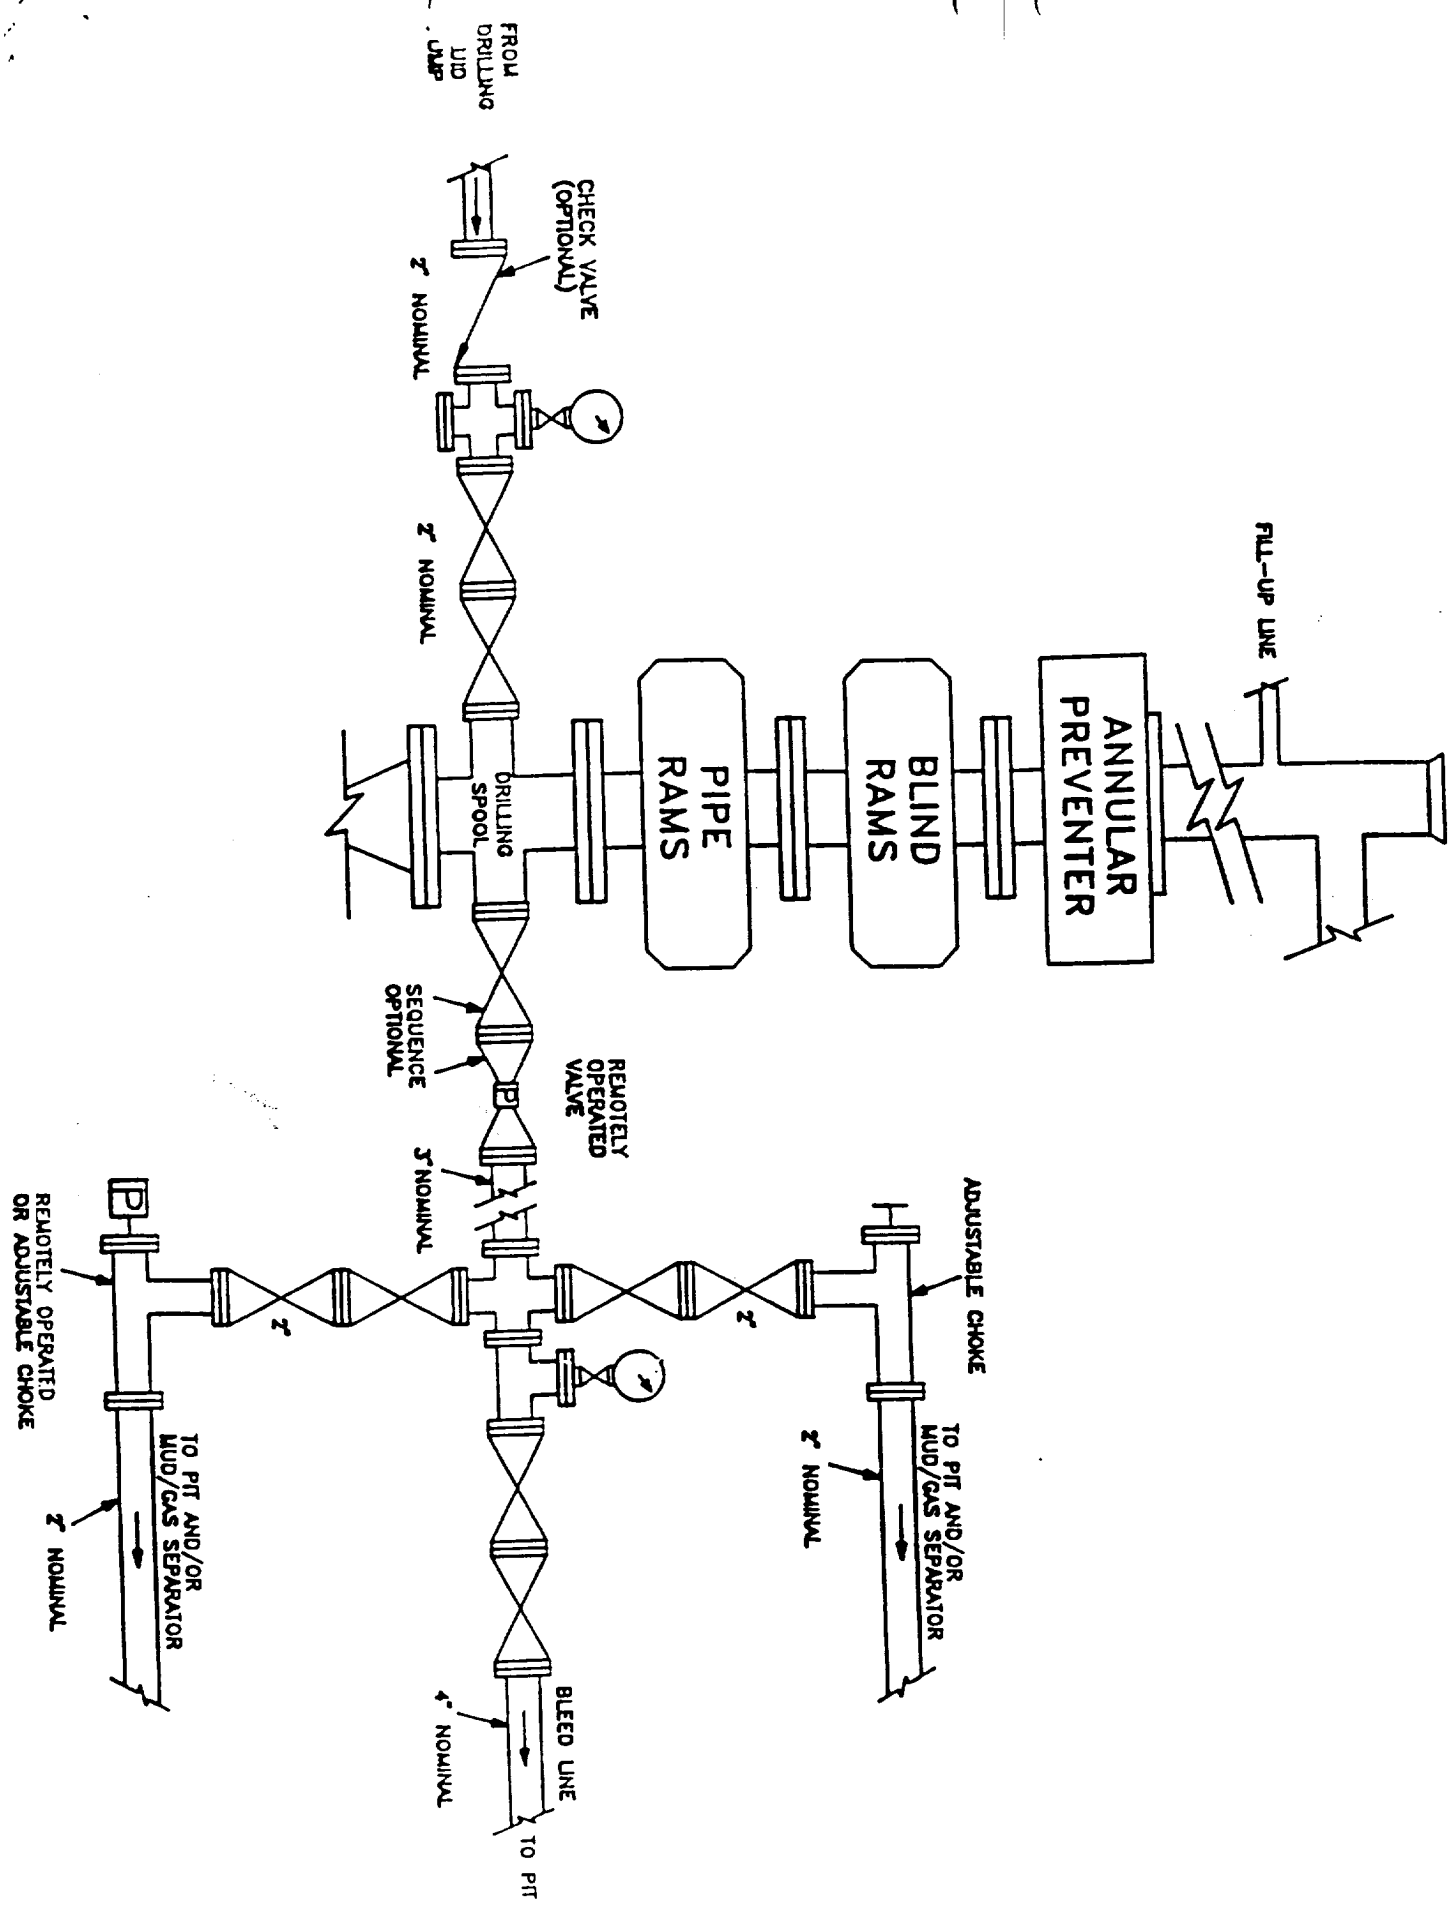 FILL-UP LINE
ANNULAR
PREVENTER
BLIND
RAMS
PIPE
RAMS
FROM
DRILLING
CHECK VALVE
(OPTIONAL)
2" NOMINAL
2" NOMINAL
DRILLING
SPOOL
SEQUENCE
OPTIONAL
REMOTELY
OPERATED
VALVE
P
3" NOMINAL
ADJUSTABLE CHOKE
2"
TO PIT AND/OR
MUD/GAS SEPARATOR
2" NOMINAL
BLEED LINE
TO PIT
4" NOMINAL
2"
P
REMOTELY OPERATED
OR ADJUSTABLE CHOKE
TO PIT AND/OR
MUD/GAS SEPARATOR
2" NOMINAL